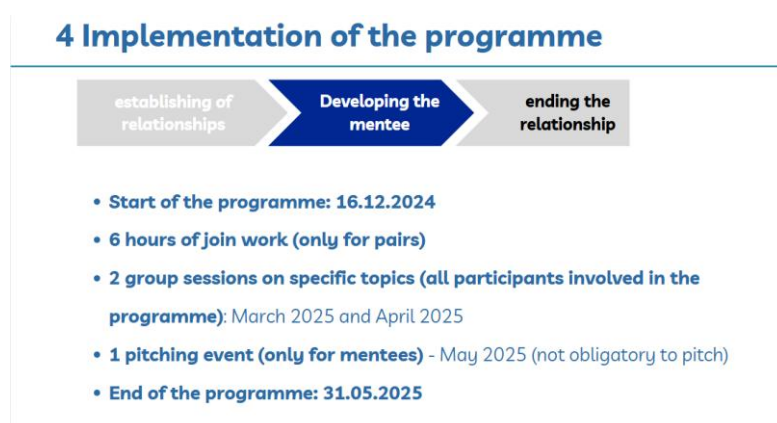 4 Implementation of the programme
establishing of
relationships
Developing the
mentee
ending the
relationship
• Start of the programme: 16.12.2024
• 6 hours of join work (only for pairs)
• 2 group sessions on specific topics (all participants involved in the
programme): March 2025 and April 2025
• 1 pitching event (only for mentees) - May 2025 (not obligatory to pitch)
• End of the programme: 31.05.2025